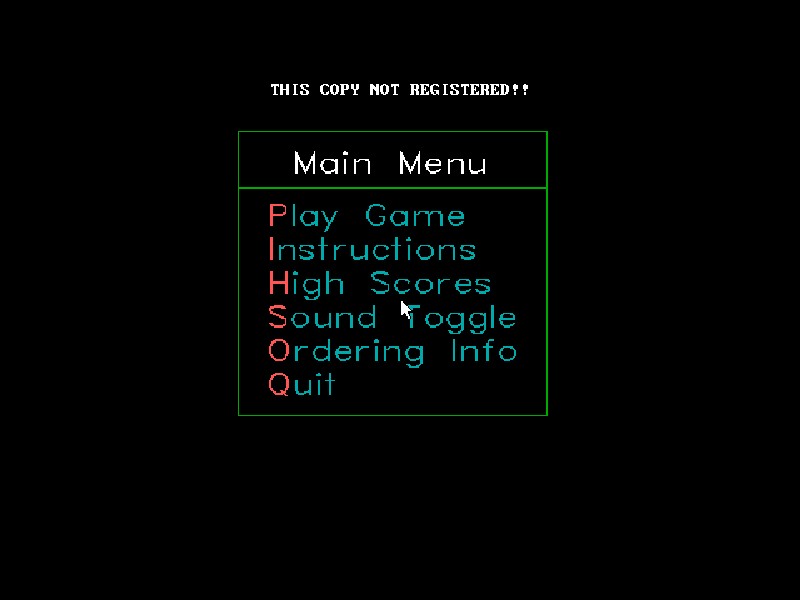 THIS COPY NOT REGISTERED!!
Main Menu
Play Game
Instructions
High Scores
Sound Toggle
Ordering Info
Quit